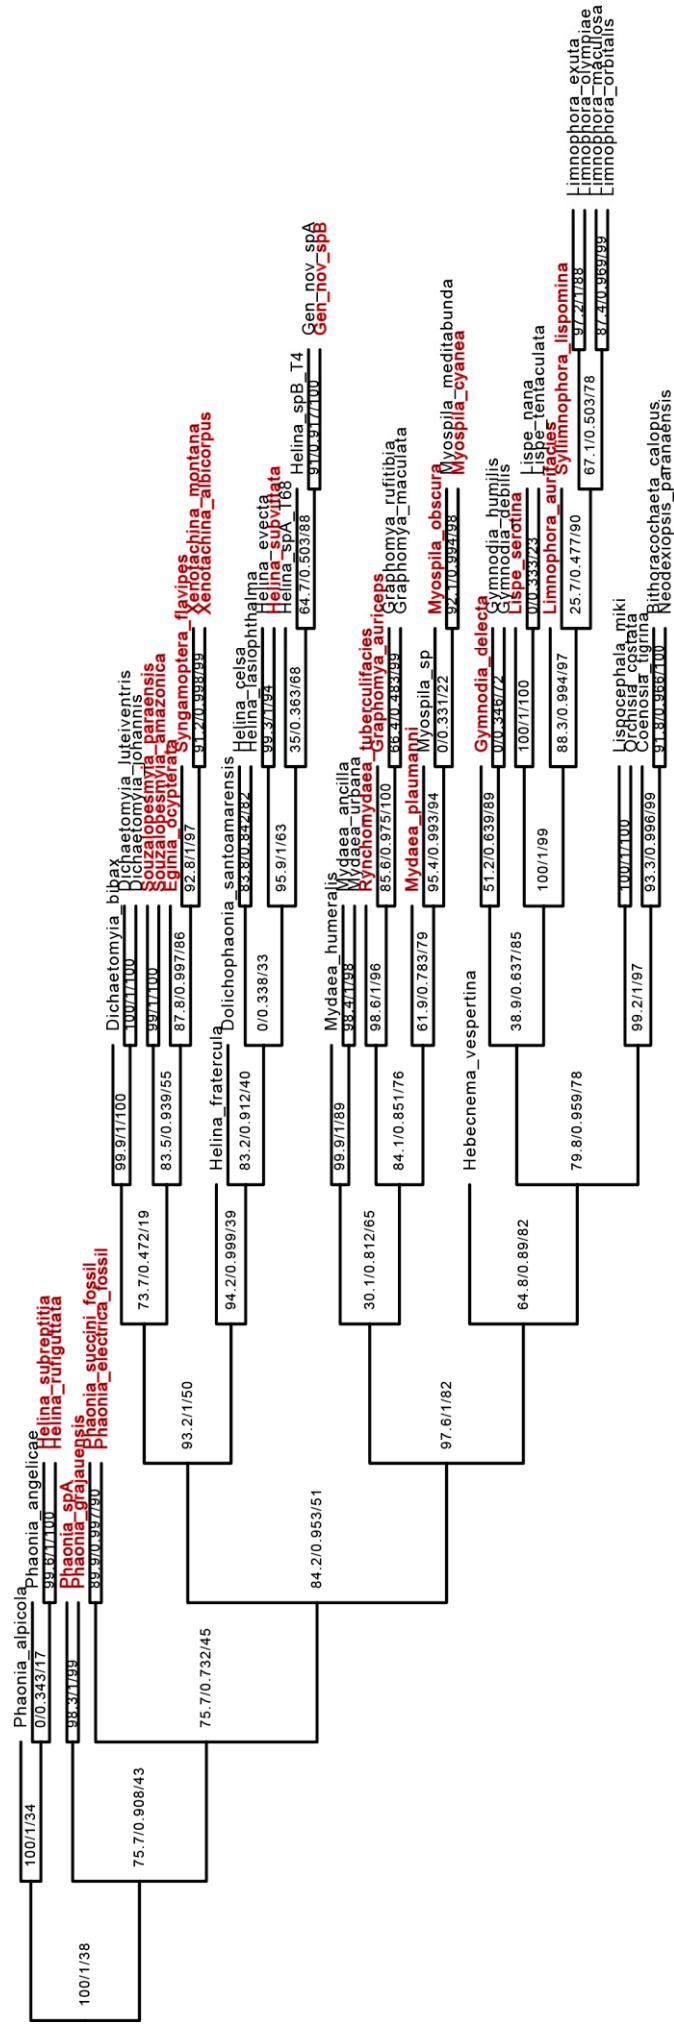 Phaonia_alpicola
100/1/34
Phaonia_angelicae
0/0.343/17
Helina_subreptitia
99.6/1/100
Helina_rufiguttata
100/1/38
Phaonia_spA
98.3/1/99
Phaonia_grajauensis
75.7/0.908/43
Phaonia_succini_fossil
89.9/0.997/90
Phaonia_electrica_fossil
75.7/0.732/45
Dichaetomyia_bibax
99.9/1/100
Dichaetomyia_luteiventris
100/1/100
Dichaetomyia_johannis
73.7/0.472/19
Souzalopesmyia_paraensis
99/1/100
Souzalopesmyia_amazonica
83.5/0.939/55
Eginia_ocypterata
87.8/0.997/86
Syngamoptera_flavipes
92.8/1/97
Xenotachina_montana
91.2/0.998/99
Xenotachina_albicorpus
93.2/1/50
Helina_fratercula
94.2/0.999/39
Dolichophaonia_santoamarensis
83.2/0.912/40
Helina_celsa
83.8/0.842/82
Helina_lasiophthalma
0/0.338/33
Helina_evecta
99.3/1/94
Helina_subvittata
95.9/1/63
Helina_spA_T68
35/0.363/68
Helina_spB_T4
64.7/0.503/88
Gen_nov_spA
91/0.917/100
Gen_nov_spB
84.2/0.953/51
Mydaea_humeralis
99.9/1/89
Mydaea_ancilla
98.4/1/98
Mydaea_urbana
30.1/0.812/65
Rynchomydaea_tuberculifacies
98.6/1/96
Graphomya_auriceps
85.6/0.975/100
Graphomya_rufitibia
66.4/0.483/99
Graphomya_maculata
84.1/0.851/76
Mydaea_plaumanni
61.9/0.783/79
Myospila_sp
95.4/0.993/94
Myospila_obscura
0/0.331/22
Myospila_meditabunda
92.1/0.994/98
Myospila_cyanea
97.6/1/82
Hebecnema_vespertina
64.8/0.89/82
Gymnodia_delecta
51.2/0.639/89
Gymnodia_humilis
0/0.346/72
Gymnodia_debilis
38.9/0.637/85
Lispe_serotina
100/1/100
Lispe_nana
0/0.333/23
Lispe_tentaculata
100/1/99
Limnophora_aurifacies
88.3/0.994/97
Syllimnophora_lispomina
25.7/0.477/90
Limnophora_exuta
97.2/1/88
Limnophora_olympiae
67.1/0.503/78
Limnophora_maculosa
87.4/0.969/99
Limnophora_orbitalis
79.8/0.959/78
Lispocephala_miki
100/1/100
Orchisia_costata
99.2/1/97
Coenosia_tigrina
93.3/0.996/99
Bithoracochaeta_calopus
91.8/0.966/100
Neodexiopsis_paranaensis